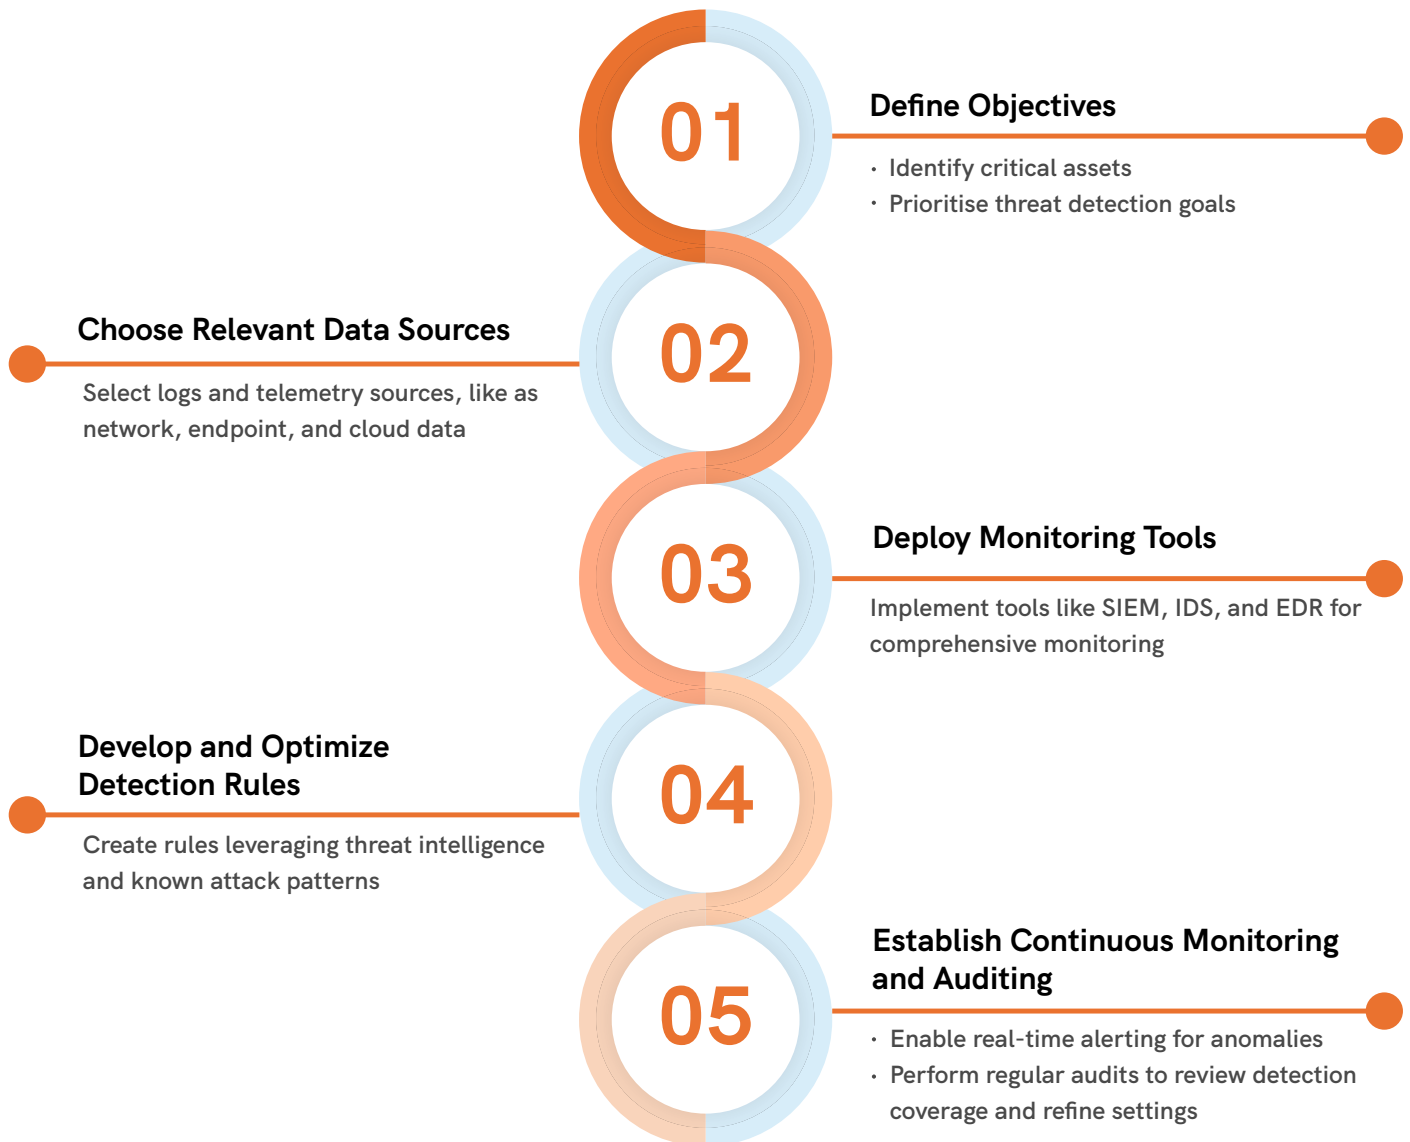 01
Define Objectives
· Identify critical assets
· Prioritise threat detection goals
02
Choose Relevant Data Sources
Select logs and telemetry sources, like as
network, endpoint, and cloud data
03
Deploy Monitoring Tools
Implement tools like SIEM, IDS, and EDR for
comprehensive monitoring
04
Develop and Optimize
Detection Rules
Create rules leveraging threat intelligence
and known attack patterns
05
Establish Continuous Monitoring
and Auditing
· Enable real-time alerting for anomalies
· Perform regular audits to review detection
coverage and refine settings